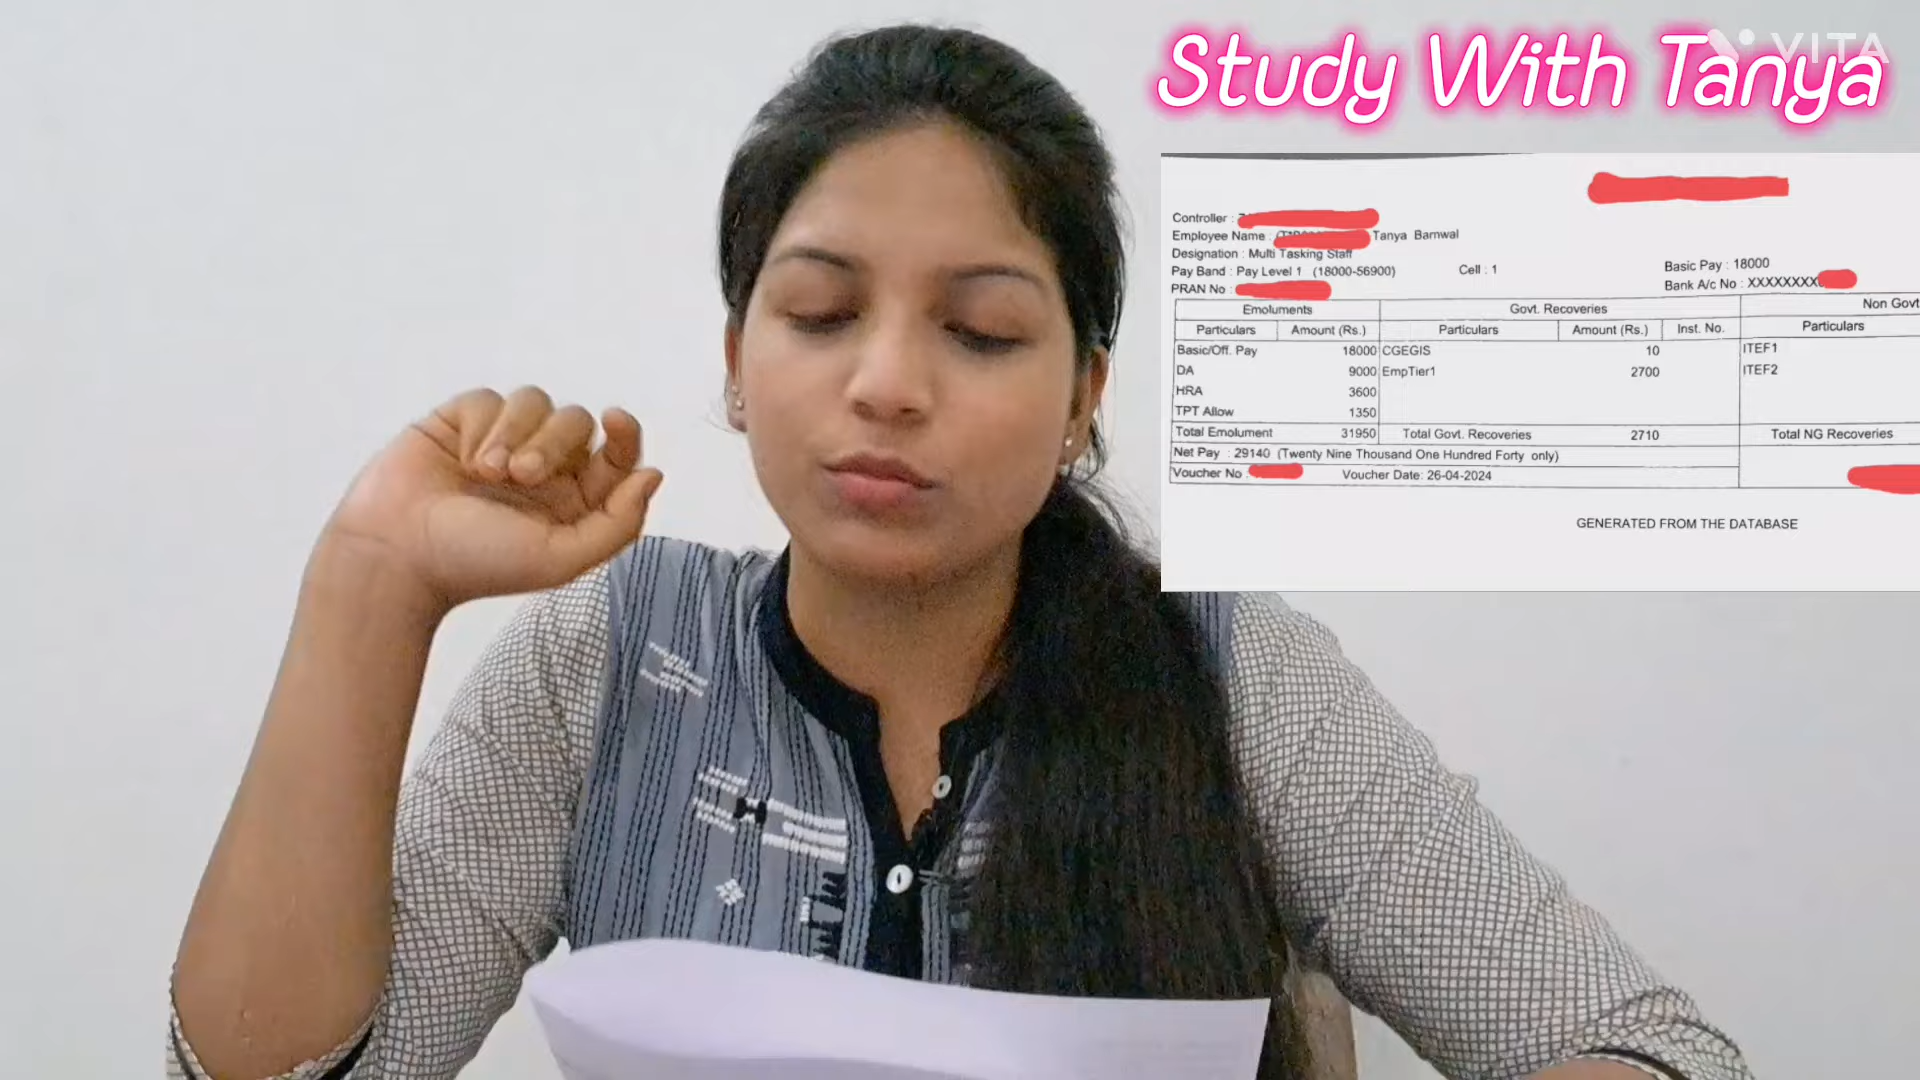 Study With Tanya
VITA
Controller :
Employee Name : Tanya Barnwal
Designation : Multi Tasking Staff
Pay Band : Pay Level 1 (18000-56900) Cell : 1 Basic Pay : 18000
PRAN No : Bank A/c No : XXXXXXXX
Emoluments Govt. Recoveries Non Govt
Particulars Amount (Rs.) Particulars Amount (Rs.) Inst. No. Particulars
Basic/Off. Pay 18000 CGEGIS 10 ITEF1
DA 9000 EmpTier1 2700 ITEF2
HRA 3600
TPT Allow 1350
Total Emolument 31950 Total Govt. Recoveries 2710 Total NG Recoveries
Net Pay : 29140 (Twenty Nine Thousand One Hundred Forty only)
Voucher No : Voucher Date: 26-04-2024
GENERATED FROM THE DATABASE